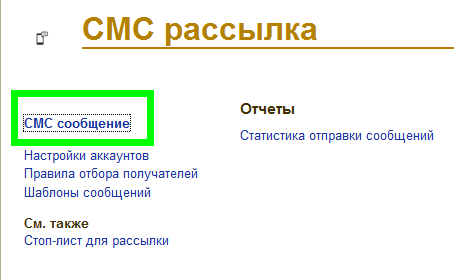 СМС рассылка
СМС сообщение
Настройки аккаунтов
Правила отбора получателей
Шаблоны сообщений
См. также
Стоп-лист для рассылки
Отчеты
Статистика отправки сообщений